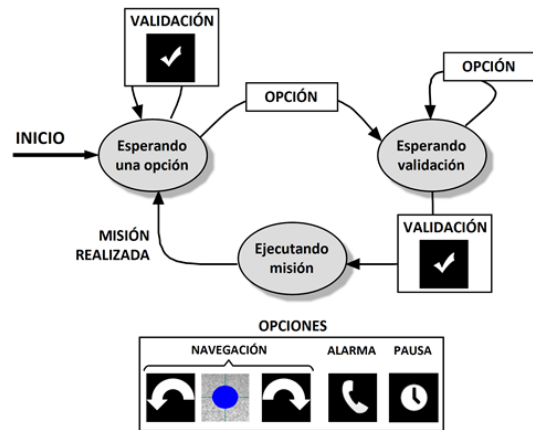 VALIDACIÓN
OPCIÓN
OPCIÓN
INICIO
Esperando
una opción
Esperando
validación
VALIDACIÓN
MISIÓN
REALIZADA
Ejecutando
misión
OPCIONES
NAVEGACIÓN
ALARMA
PAUSA